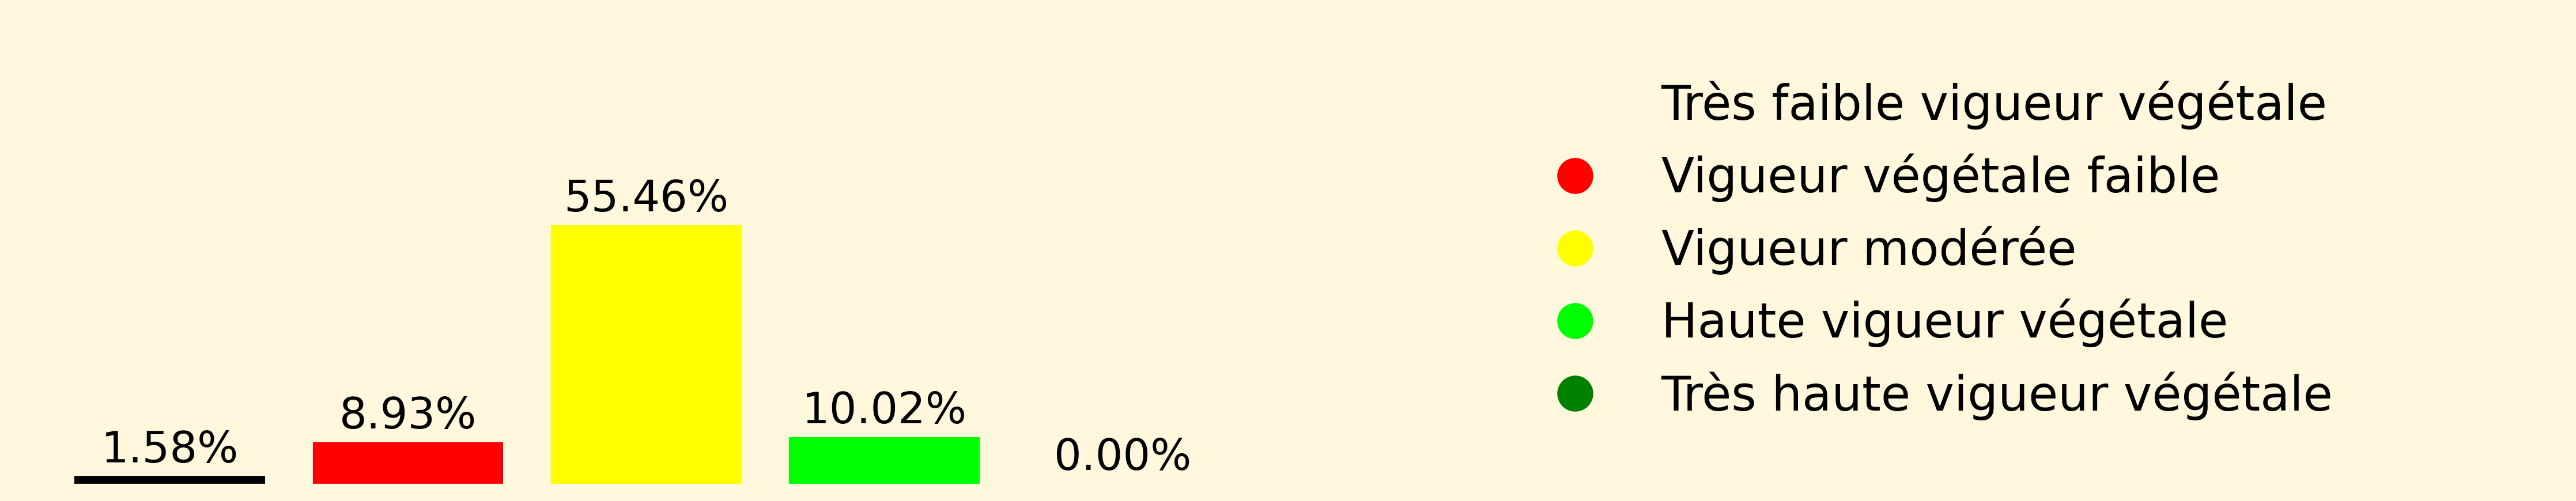 1.58%
8.93%
55.46%
10.02%
0.00%
Très faible vigueur végétale
Vigueur végétale faible
Vigueur modérée
Haute vigueur végétale
Très haute vigueur végétale